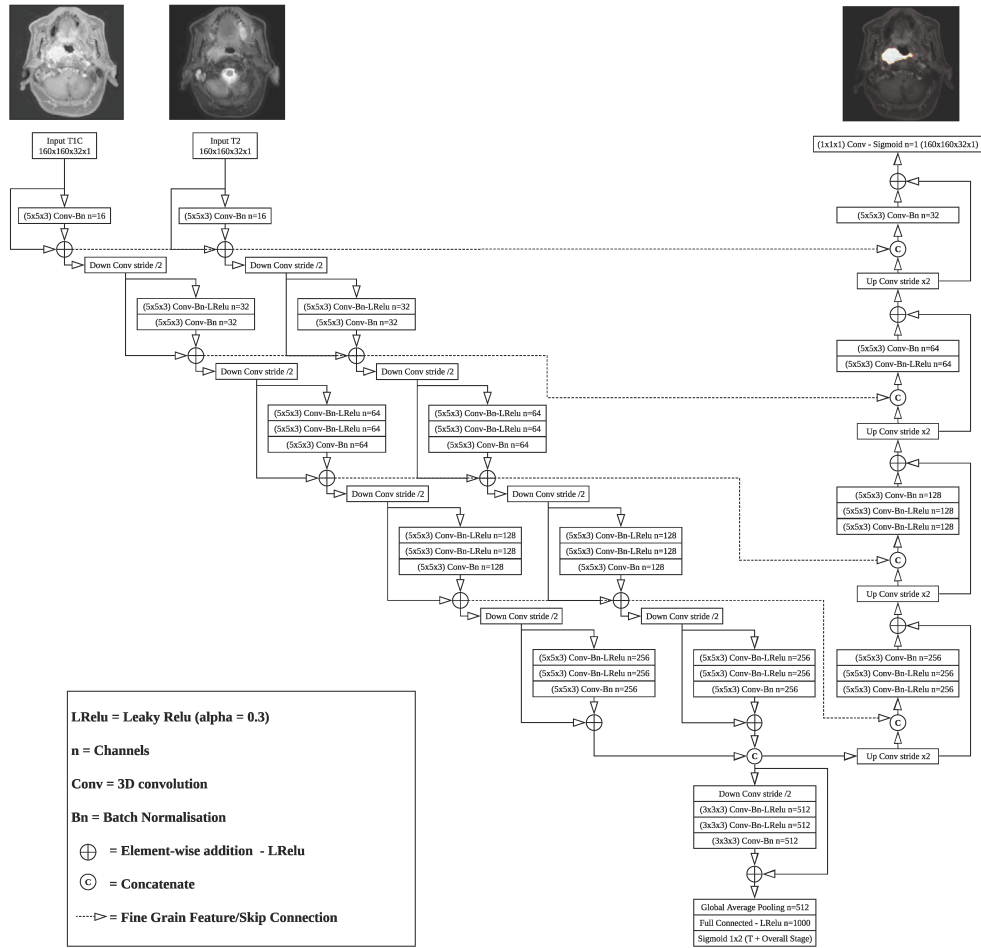 Input T1C
160x160x32x1
Input T2
160x160x32x1
(1x1x1) Conv - Sigmoid n=1 (160x160x32x1)
(5x5x3) Conv-Bn n=16
(5x5x3) Conv-Bn n=16
(5x5x3) Conv-Bn n=32
C
Down Conv stride /2
Down Conv stride /2
Up Conv stride x2
(5x5x3) Conv-Bn-LRelu n=32
(5x5x3) Conv-Bn n=32
(5x5x3) Conv-Bn-LRelu n=32
(5x5x3) Conv-Bn n=32
(5x5x3) Conv-Bn n=64
(5x5x3) Conv-Bn-LRelu n=64
Down Conv stride /2
Down Conv stride /2
C
(5x5x3) Conv-Bn-LRelu n=64
(5x5x3) Conv-Bn-LRelu n=64
(5x5x3) Conv-Bn n=64
(5x5x3) Conv-Bn-LRelu n=64
(5x5x3) Conv-Bn-LRelu n=64
(5x5x3) Conv-Bn n=64
Up Conv stride x2
Down Conv stride /2
Down Conv stride /2
(5x5x3) Conv-Bn n=128
(5x5x3) Conv-Bn-LRelu n=128
(5x5x3) Conv-Bn-LRelu n=128
(5x5x3) Conv-Bn-LRelu n=128
(5x5x3) Conv-Bn-LRelu n=128
(5x5x3) Conv-Bn n=128
(5x5x3) Conv-Bn-LRelu n=128
(5x5x3) Conv-Bn-LRelu n=128
(5x5x3) Conv-Bn n=128
C
Up Conv stride x2
Down Conv stride /2
Down Conv stride /2
(5x5x3) Conv-Bn-LRelu n=256
(5x5x3) Conv-Bn-LRelu n=256
(5x5x3) Conv-Bn n=256
(5x5x3) Conv-Bn-LRelu n=256
(5x5x3) Conv-Bn-LRelu n=256
(5x5x3) Conv-Bn n=256
(5x5x3) Conv-Bn n=256
(5x5x3) Conv-Bn-LRelu n=256
(5x5x3) Conv-Bn-LRelu n=256
C
C
Up Conv stride x2
Down Conv stride /2
(3x3x3) Conv-Bn-LRelu n=512
(3x3x3) Conv-Bn-LRelu n=512
(3x3x3) Conv-Bn n=512
Global Average Pooling n=512
Full Connected - LRelu n=1000
Sigmoid 1x2 (T + Overall Stage)
LRelu = Leaky Relu (alpha = 0.3)
n = Channels
Conv = 3D convolution
Bn = Batch Normalisation
= Element-wise addition - LRelu
C = Concatenate
= Fine Grain Feature/Skip Connection